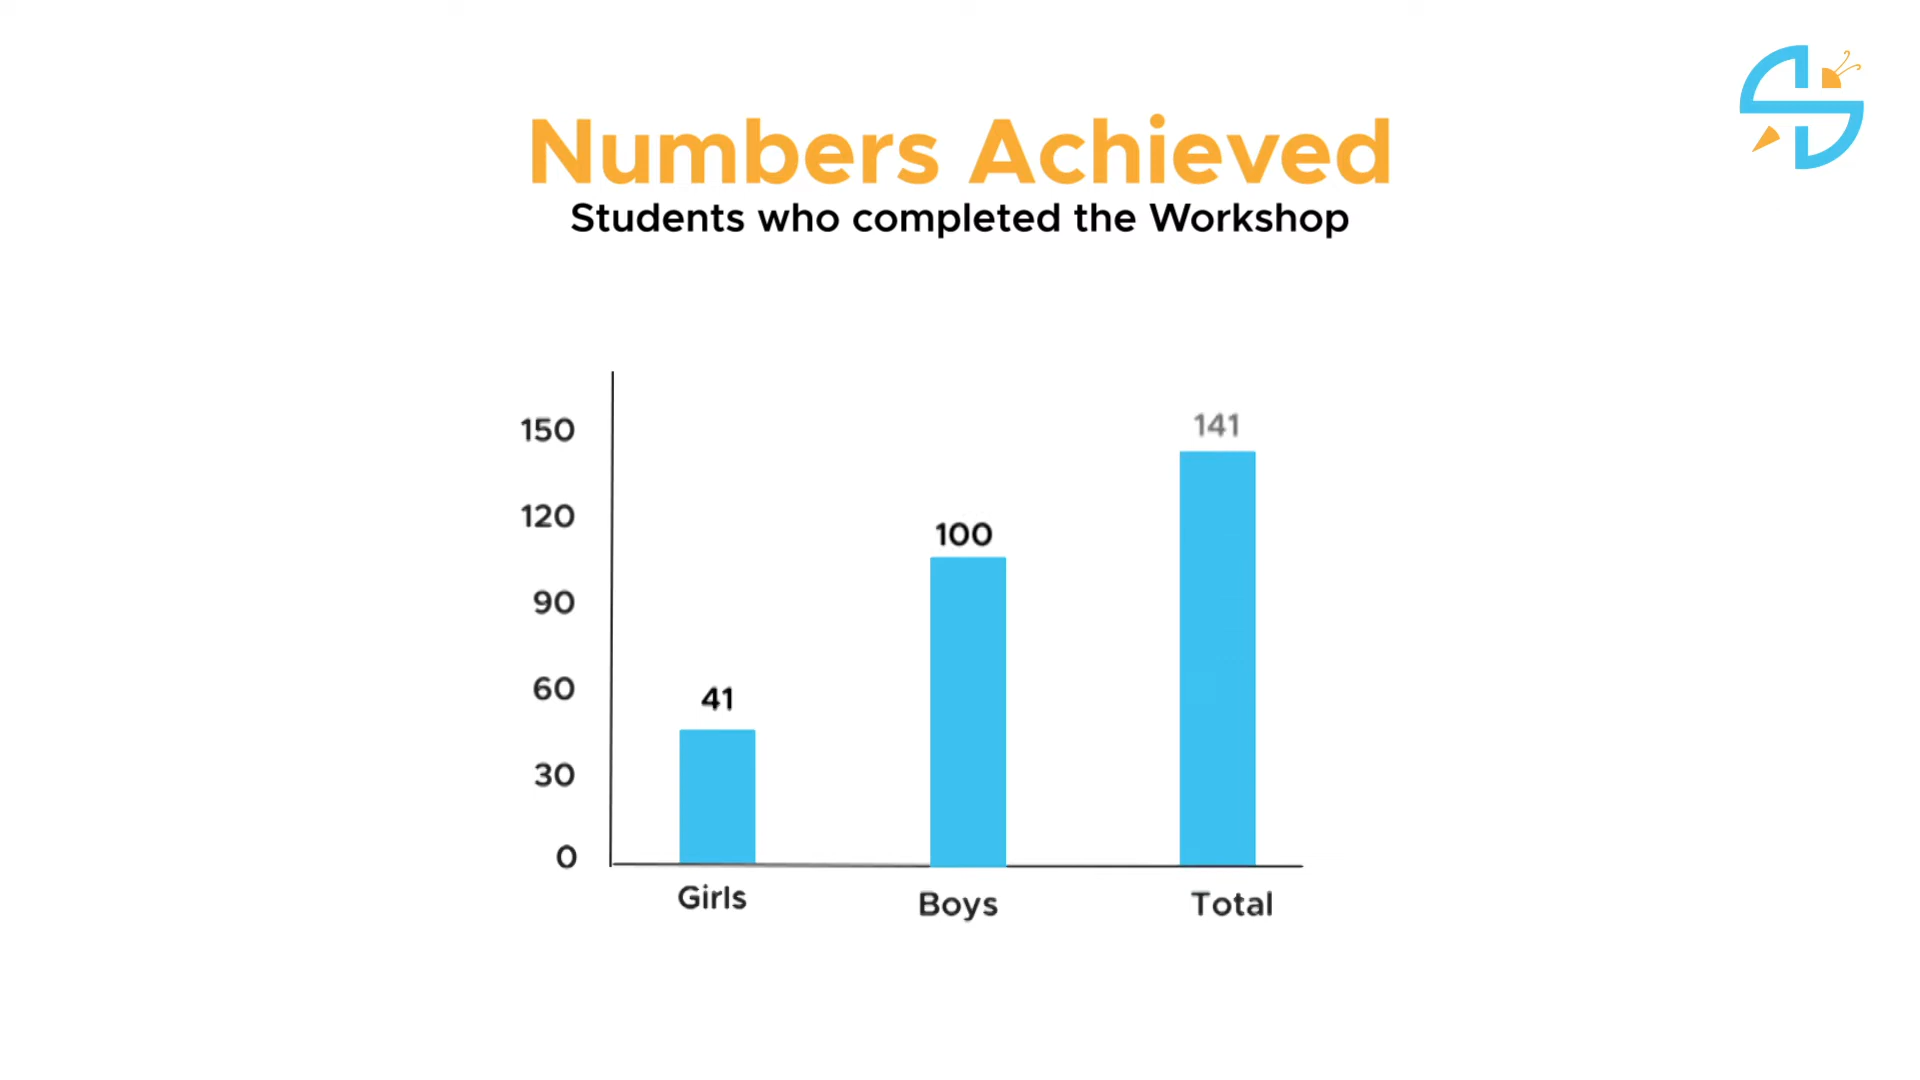 Numbers Achieved
Students who completed the Workshop
150
120
90
60
30
0
41
100
141
Girls
Boys
Total